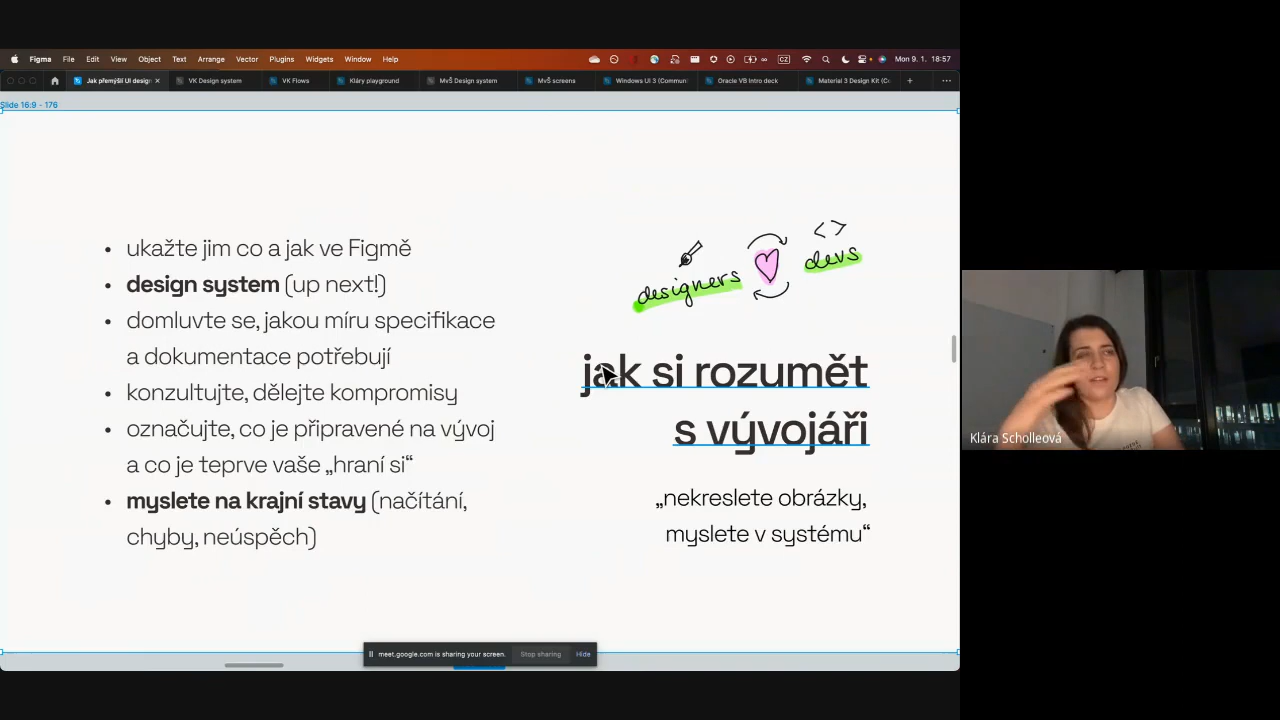 Figma File Edit View Object Text Arrange Vector Plugins Widgets Window Help CZ Mon 9. 1. 18:57
Jak přemýšlí UI design VK Design system VK Flows Kláry playground MvŠ Design system MvŠ screens Windows UI 3 (Commun Oracle VB Intro deck Material 3 Design Kit (Co
Slide 16:9 - 176
• ukažte jim co a jak ve Figmě
• design system (up next!)
• domluvte se, jakou míru specifikace
a dokumentace potřebují
• konzultujte, dělejte kompromisy
• označujte, co je připravené na vývoj
a co je teprve vaše „hraní si“
• myslete na krajní stavy (načítání,
chyby, neúspěch)
designers
<>
devs
jak si rozumět
s vývojáři
„nekreslete obrázky,
myslete v systému“
Klára Scholleová
meet.google.com is sharing your screen. Stop sharing Hide